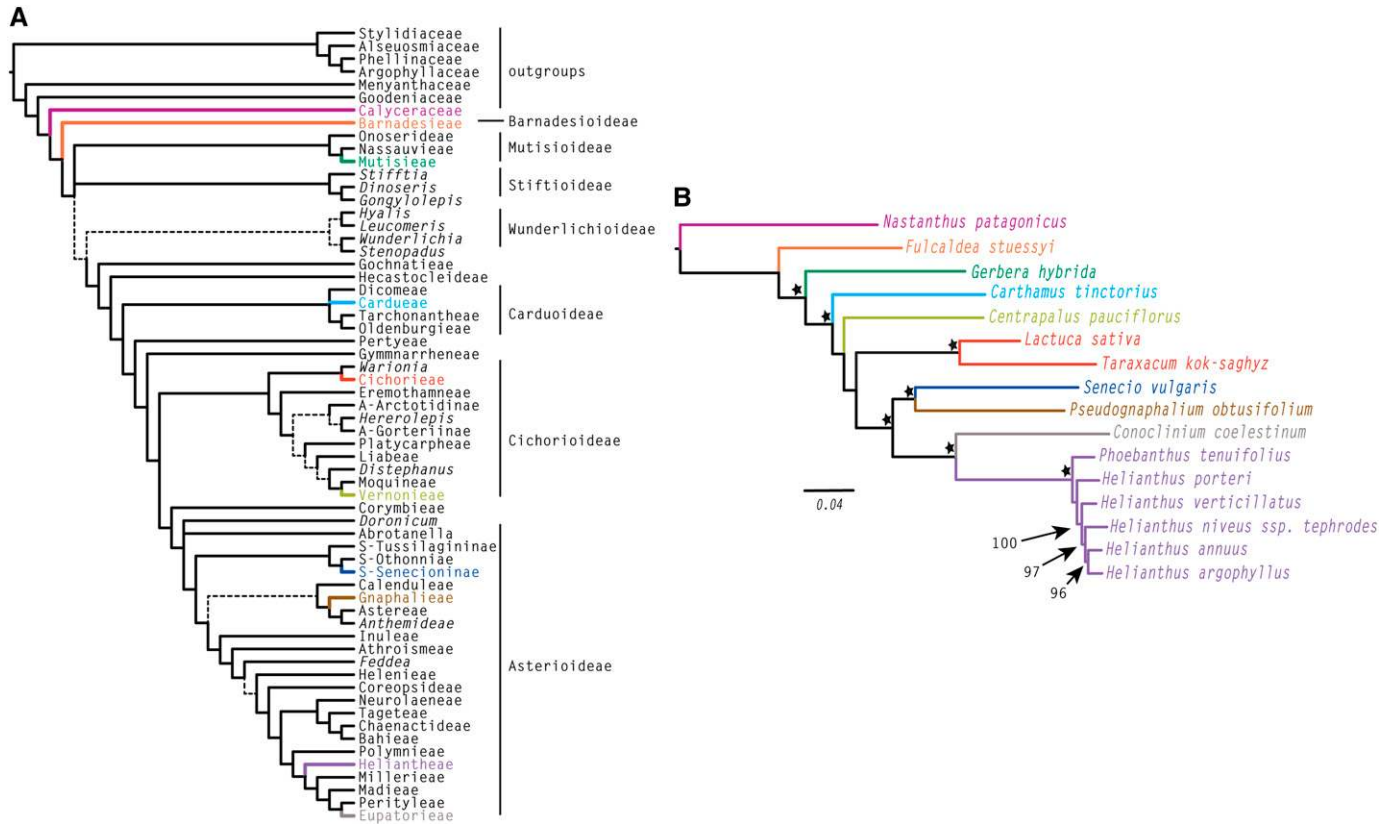 A
Stylidiaceae
Alseuosmiaceae
Phellinaceae
Argophyllaceae
Menyanthaceae
Goodeniaceae
Calyceraceae
Barnadesieae
Onoserideae
Nassauvieae
Mutisieae
Stifftia
Dinoseris
Gongylolepis
Hyalis
Leucomeris
Wunderlichia
Stenopadus
Gochnatieae
Hecastocleideae
Dicomeae
Cardueae
Tarchonantheae
Oldenburgieae
Pertyeae
Gymmnarrheneae
Warionia
Cichorieae
Eremothamneae
A-Arctotidinae
Hererolepis
A-Gorteriinae
Platycarpheae
Liabeae
Distephanus
Moquineae
Vernonieae
Corymbieae
Doronicum
Abrotanella
S-Tussilagininae
S-Othonniae
S-Senecioninae
Calenduleae
Gnaphalieae
Astereae
Anthemideae
Inuleae
Athroismeae
Feddea
Helenieae
Coreopsideae
Neurolaeneae
Tageteae
Chaenactideae
Bahieae
Polymnieae
Heliantheae
Millerieae
Madieae
Perityleae
Eupatorieae
outgroups
Barnadesioideae
Mutisioideae
Stiftioideae
Wunderlichioideae
Carduoideae
Cichorioideae
Asterioideae
B
Nastanthus patagonicus
Fulcaldea stuessyi
Gerbera hybrida
Carthamus tinctorius
Centrapalus pauciflorus
Lactuca sativa
Taraxacum kok-saghyz
Senecio vulgaris
Pseudognaphalium obtusifolium
Conoclinium coelestinum
Phoebanthus tenuifolius
Helianthus porteri
Helianthus verticillatus
Helianthus niveus ssp. tephrodes
Helianthus annuus
Helianthus argophyllus
0.04
100
97
96